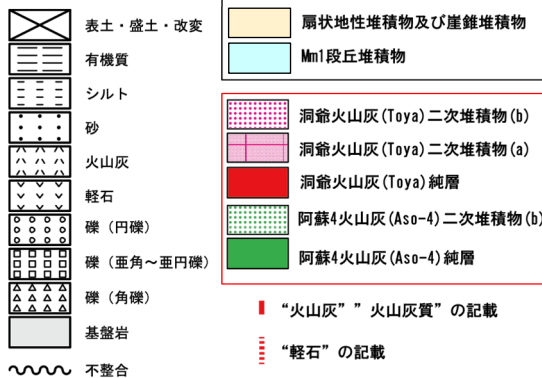 表土・盛土・改変
有機質
シルト
砂
火山灰
軽石
礫（円礫）
礫（亜角～亜円礫）
礫（角礫）
基盤岩
不整合
扇状地性堆積物及び崖錐堆積物
Mm1段丘堆積物
洞爺火山灰(Toya)二次堆積物(b)
洞爺火山灰(Toya)二次堆積物(a)
洞爺火山灰(Toya)純層
阿蘇4火山灰(Aso-4)二次堆積物(b)
阿蘇4火山灰(Aso-4)純層
“火山灰”“火山灰質”の記載
“軽石”の記載